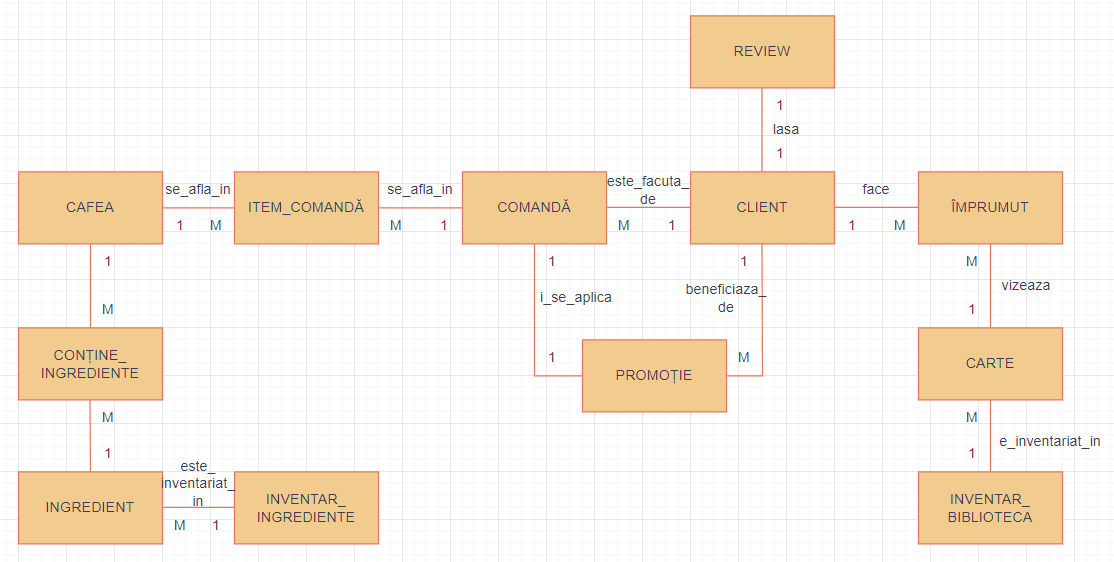 REVIEW
1
lasa
1
CAFEA
se_afla_in
1 M
ITEM_COMANDĂ
se_afla_in
M 1
COMANDĂ
este_facuta_
de
M 1
CLIENT
face
1 M
ÎMPRUMUT
1
M
1
i_se_aplica
1
1
beneficiaza_
de
M
M
vizeaza
1
CONȚINE_
INGREDIENTE
PROMOȚIE
CARTE
M
1
M
e_inventariat_in
1
INGREDIENT
este_
inventariat_
in
M 1
INVENTAR_
INGREDIENTE
INVENTAR_
BIBLIOTECA